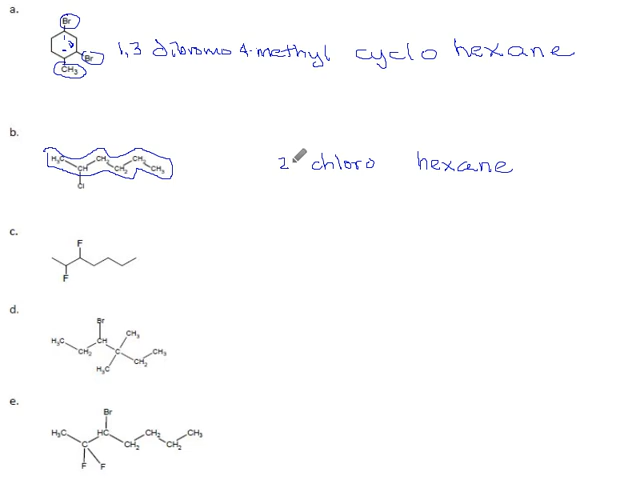 a.
Br
Br
CH₃
1,3 dibromo 4-methyl cyclo hexane
b.
H₃C CH₂ CH₂
CH CH₂ CH₃
Cl
2 chloro hexane
c.
F
F
d.
Br
CH₃
H₃C CH
CH₂ C CH₃
H₃C CH₂
e.
Br
H₃C HC CH₂ CH₃
C CH₂ CH₂
F F